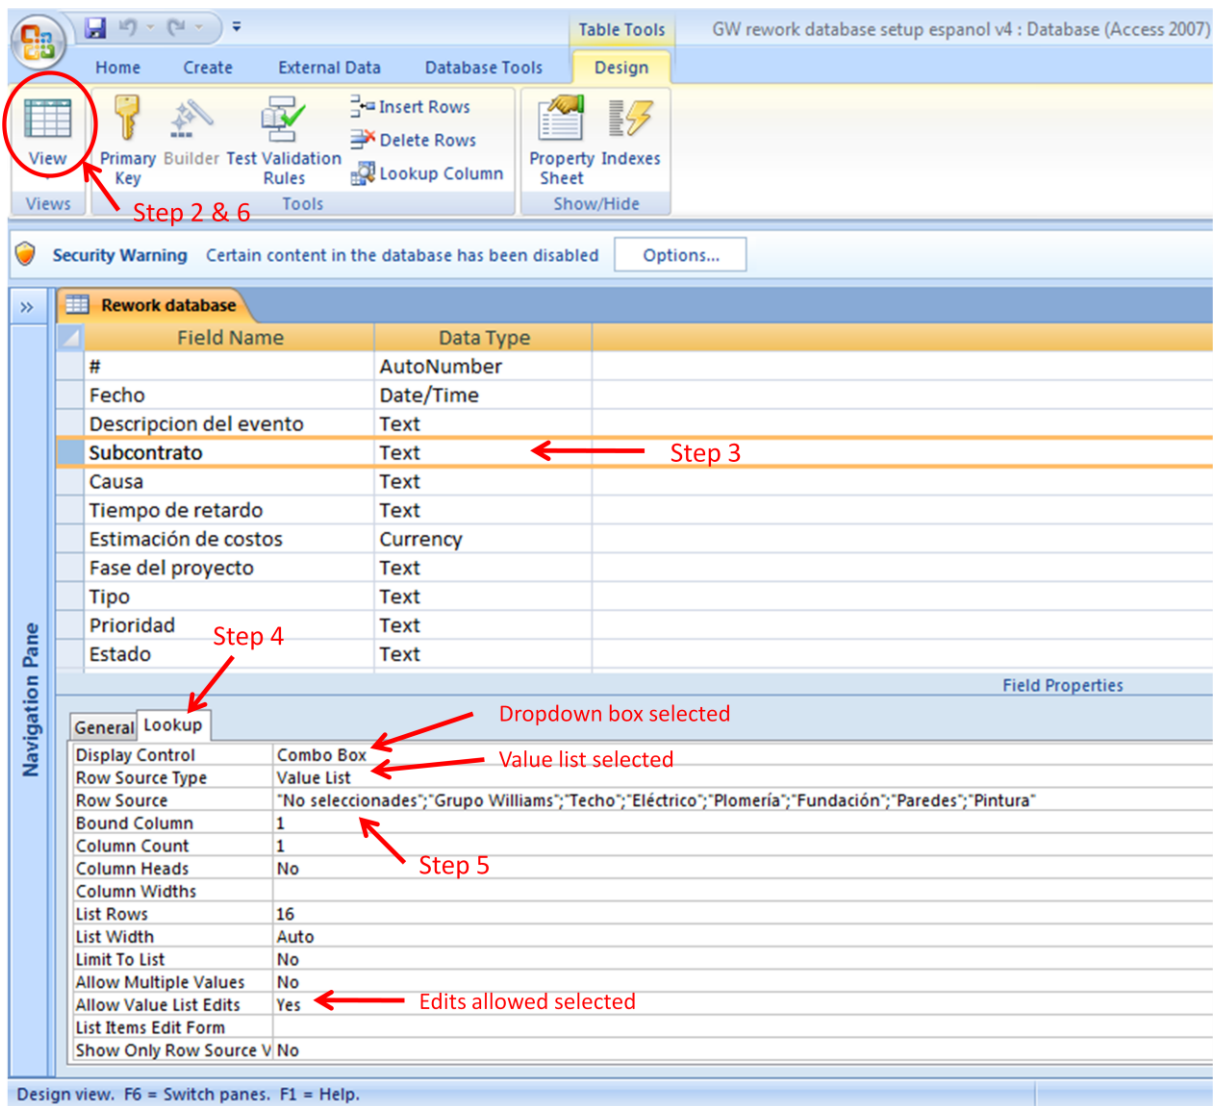 Table Tools
GW rework database setup espanol v4 : Database (Access 2007)
Home Create External Data Database Tools Design
View
Primary Key
Builder
Test Validation Rules
Insert Rows
Delete Rows
Lookup Column
Property Sheet
Indexes
Views Tools Show/Hide
Step 2 & 6
Security Warning Certain content in the database has been disabled Options...
»
Rework database
Field Name Data Type
# AutoNumber
Fecho Date/Time
Descripcion del evento Text
Subcontrato Text
Step 3
Causa Text
Tiempo de retardo Text
Estimación de costos Currency
Fase del proyecto Text
Tipo Text
Prioridad Text
Step 4
Estado Text
Navigation Pane
Field Properties
General Lookup
Dropdown box selected
Display Control Combo Box
Value list selected
Row Source Type Value List
Row Source "No seleccionades";"Grupo Williams";"Techo";"Eléctrico";"Plomería";"Fundación";"Paredes";"Pintura"
Bound Column 1
Column Count 1
Step 5
Column Heads No
Column Widths
List Rows 16
List Width Auto
Limit To List No
Allow Multiple Values No
Allow Value List Edits Yes
Edits allowed selected
List Items Edit Form
Show Only Row Source V No
Design view. F6 = Switch panes. F1 = Help.